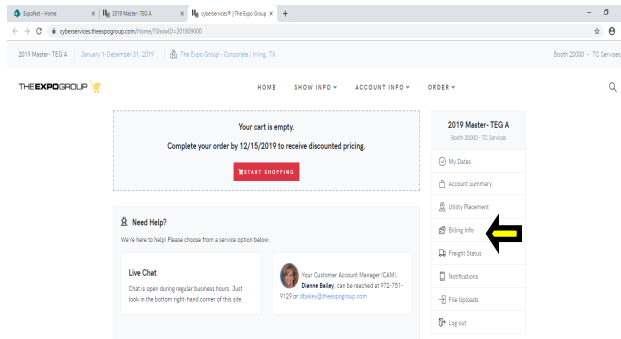 ExpoNet - Home
2019 Master- TEG A
cyberservices® | The Expo Group
cyberservices.theexpogroup.com/Home/?ShowID=201809000
2019 Master- TEG A January 1-December 31, 2019 The Expo Group - Corporate | Irving, TX Booth 20000 - TC Services
THE EXPO GROUP HOME SHOW INFO ACCOUNT INFO ORDER
Your cart is empty.
Complete your order by 12/15/2019 to receive discounted pricing.
START SHOPPING
Need Help?
We're here to help! Please choose from a service option below:
Live Chat
Chat is open during regular business hours. Just
look in the bottom right-hand corner of this site.
Your Customer Account Manager (CAM),
Dianne Bailey, can be reached at 972-751-
9129 or dbailey@theexpogroup.com
2019 Master- TEG A
Booth 20000 - TC Services
My Dates
Account Summary
Utility Placement
Billing Info
Freight Status
Notifications
File Uploads
Log out